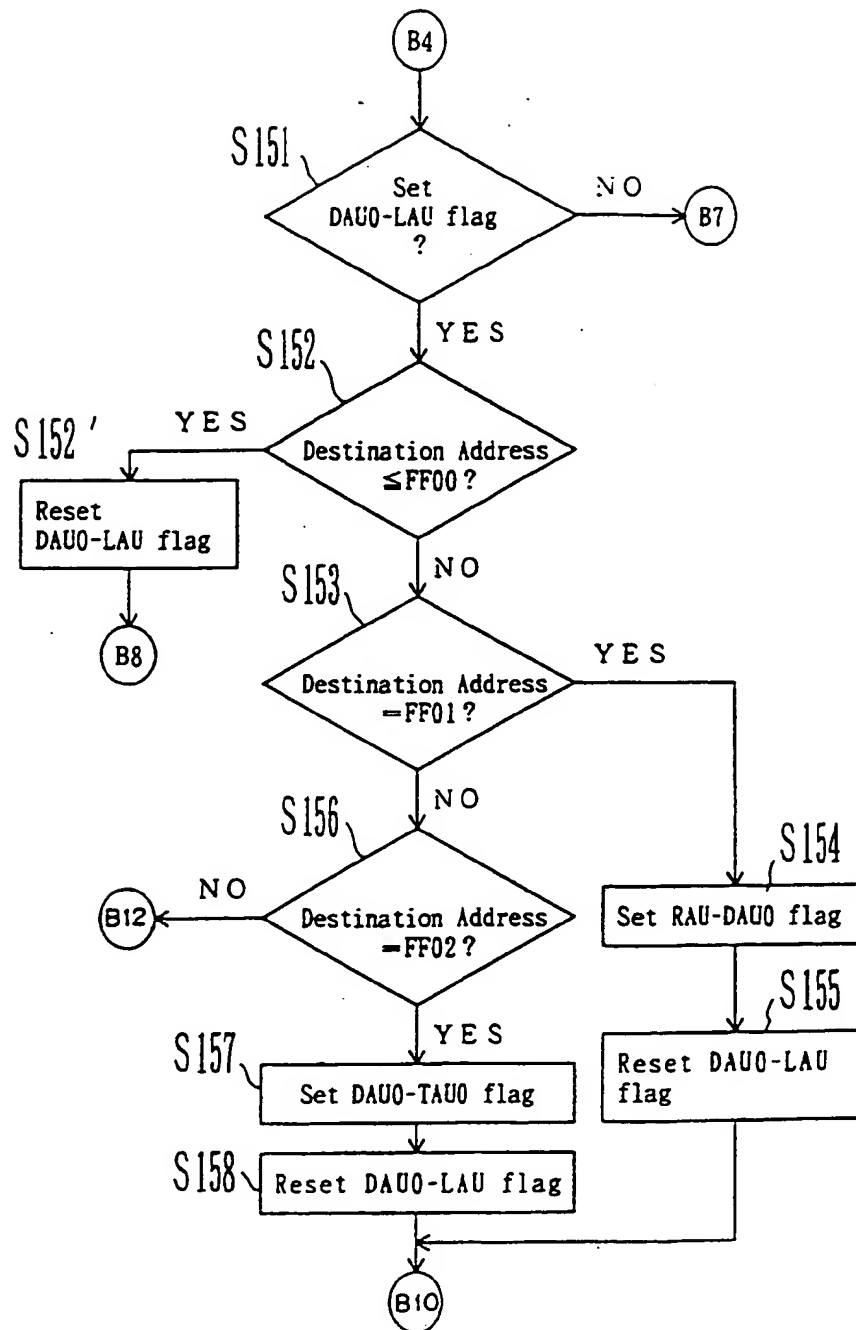 B4
S151
Set
DAU0-LAU flag
?
NO
B7
YES
S152
Destination Address
≦FF00?
YES
S152'
Reset
DAU0-LAU flag
B8
NO
S153
Destination Address
=FF01?
YES
NO
S156
Destination Address
=FF02?
NO
B12
S154
Set RAU-DAU0 flag
S155
Reset DAU0-LAU
flag
YES
S157
Set DAU0-TAU0 flag
S158
Reset DAU0-LAU flag
B10